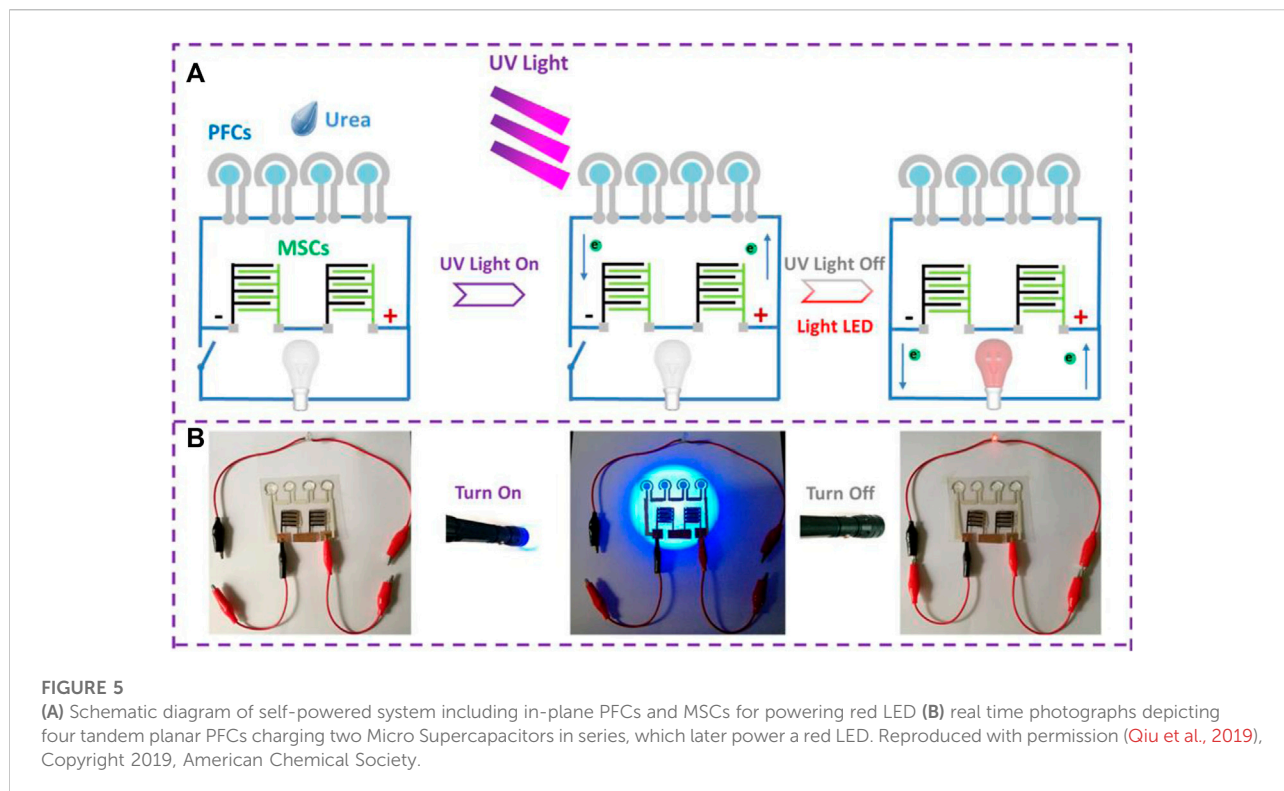 A
UV Light
PFCs
Urea
MSCs
-
+
UV Light On
e
e
-
+
UV Light Off
Light LED
-
+
e
e
B
Turn On
Turn Off
FIGURE 5
(A) Schematic diagram of self-powered system including in-plane PFCs and MSCs for powering red LED (B) real time photographs depicting
four tandem planar PFCs charging two Micro Supercapacitors in series, which later power a red LED. Reproduced with permission (Qiu et al., 2019),
Copyright 2019, American Chemical Society.